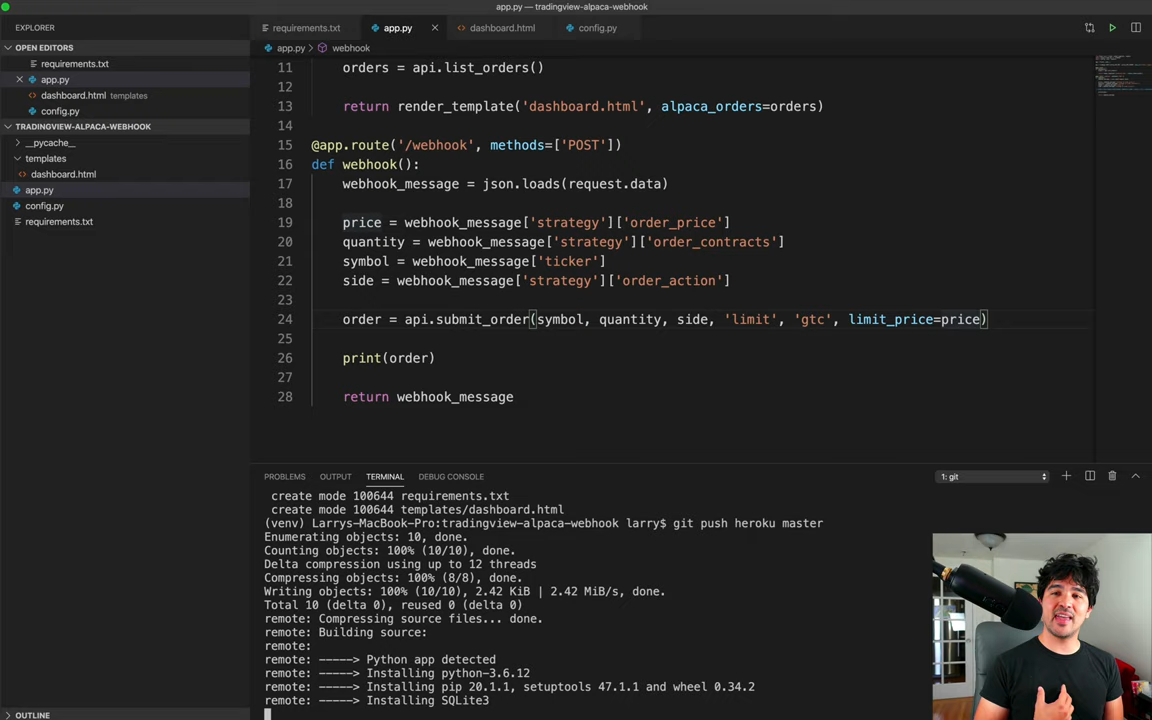 app.py — tradingview-alpaca-webhook
EXPLORER
requirements.txt
app.py
dashboard.html
config.py
OPEN EDITORS
app.py > webhook
requirements.txt
app.py
dashboard.html templates
config.py
TRADINGVIEW-ALPACA-WEBHOOK
__pycache__
templates
dashboard.html
app.py
config.py
requirements.txt
OUTLINE
11 orders = api.list_orders()
12
13 return render_template('dashboard.html', alpaca_orders=orders)
14
15 @app.route('/webhook', methods=['POST'])
16 def webhook():
17 webhook_message = json.loads(request.data)
18
19 price = webhook_message['strategy']['order_price']
20 quantity = webhook_message['strategy']['order_contracts']
21 symbol = webhook_message['ticker']
22 side = webhook_message['strategy']['order_action']
23
24 order = api.submit_order(symbol, quantity, side, 'limit', 'gtc', limit_price=price)
25
26 print(order)
27
28 return webhook_message
PROBLEMS OUTPUT TERMINAL DEBUG CONSOLE 1: git
create mode 100644 requirements.txt
create mode 100644 templates/dashboard.html
(venv) Larrys-MacBook-Pro:tradingview-alpaca-webhook larry$ git push heroku master
Enumerating objects: 10, done.
Counting objects: 100% (10/10), done.
Delta compression using up to 12 threads
Compressing objects: 100% (8/8), done.
Writing objects: 100% (10/10), 2.42 KiB | 2.42 MiB/s, done.
Total 10 (delta 0), reused 0 (delta 0)
remote: Compressing source files... done.
remote: Building source:
remote:
remote: -----> Python app detected
remote: -----> Installing python-3.6.12
remote: -----> Installing pip 20.1.1, setuptools 47.1.1 and wheel 0.34.2
remote: -----> Installing SQLite3